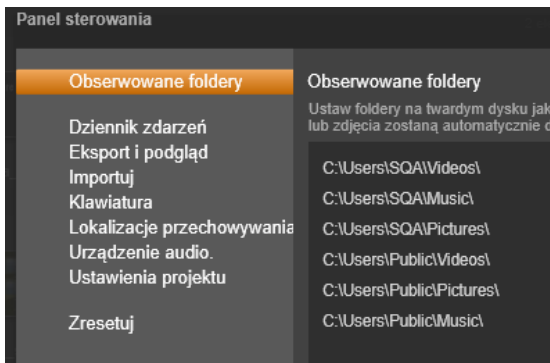 Panel sterowania
Obserwowane foldery
Dziennik zdarzeń
Eksport i podgląd
Importuj
Klawiatura
Lokalizacje przechowywania
Urządzenie audio.
Ustawienia projektu
Zresetuj
Obserwowane foldery
Ustaw foldery na twardym dysku jak
lub zdjęcia zostaną automatycznie
C:\Users\SQA\Videos\
C:\Users\SQA\Music\
C:\Users\SQA\Pictures\
C:\Users\Public\Videos\
C:\Users\Public\Pictures\
C:\Users\Public\Music\